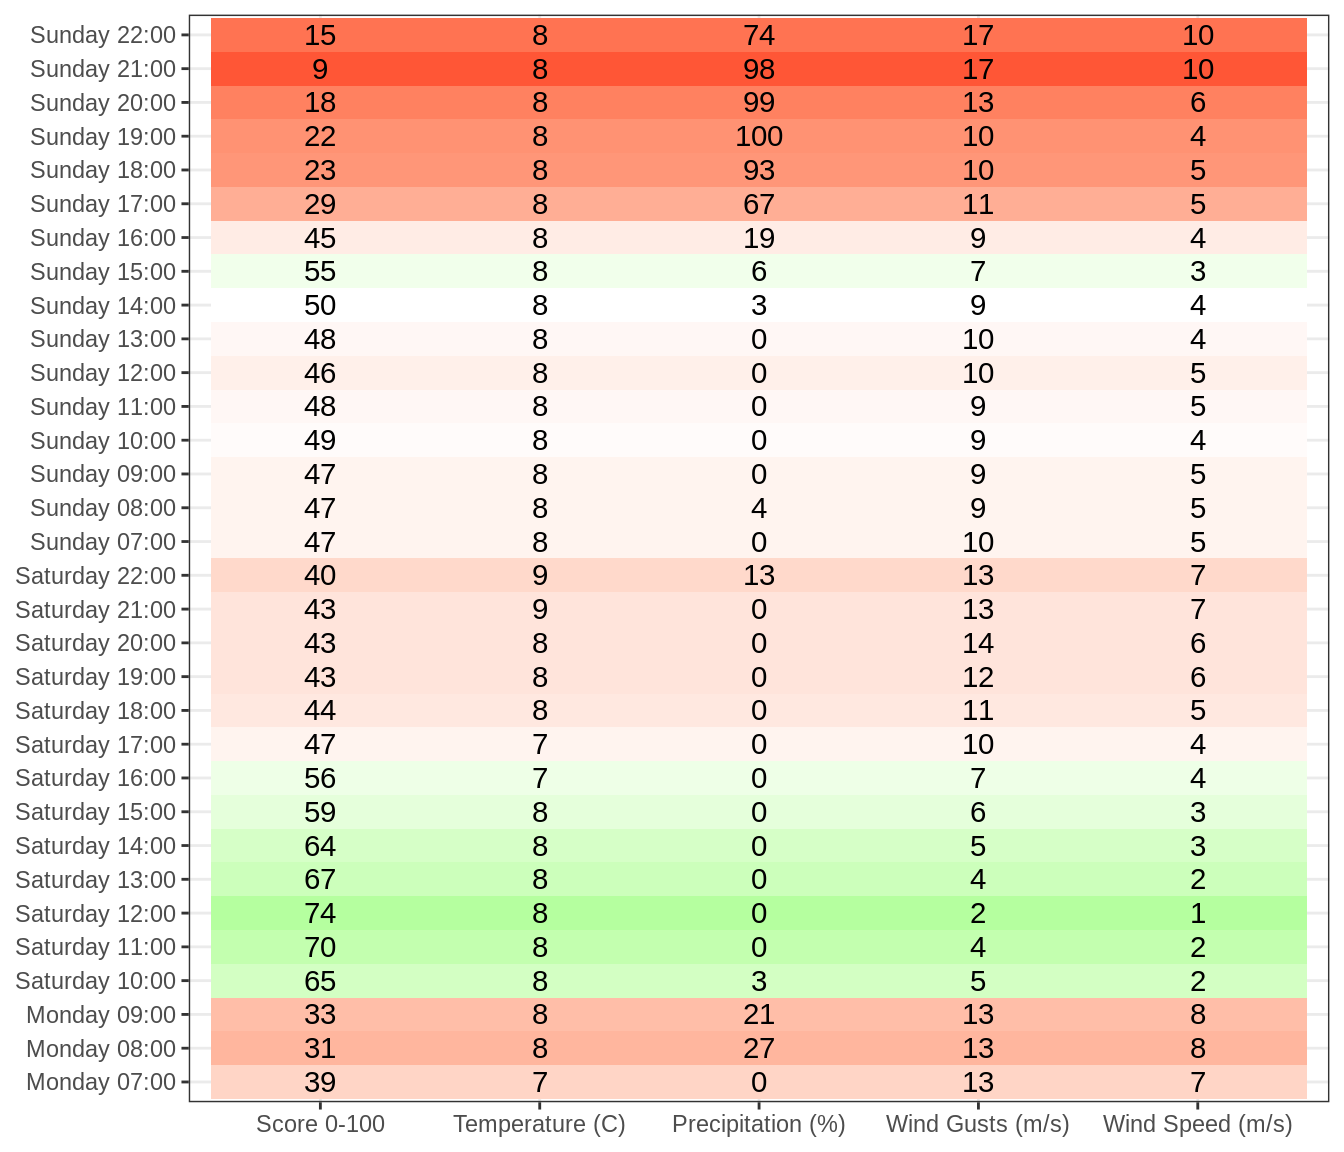 Sunday 22:00 15 8 74 17 10
Sunday 21:00 9 8 98 17 10
Sunday 20:00 18 8 99 13 6
Sunday 19:00 22 8 100 10 4
Sunday 18:00 23 8 93 10 5
Sunday 17:00 29 8 67 11 5
Sunday 16:00 45 8 19 9 4
Sunday 15:00 55 8 6 7 3
Sunday 14:00 50 8 3 9 4
Sunday 13:00 48 8 0 10 4
Sunday 12:00 46 8 0 10 5
Sunday 11:00 48 8 0 9 5
Sunday 10:00 49 8 0 9 4
Sunday 09:00 47 8 0 9 5
Sunday 08:00 47 8 4 9 5
Sunday 07:00 47 8 0 10 5
Saturday 22:00 40 9 13 13 7
Saturday 21:00 43 9 0 13 7
Saturday 20:00 43 8 0 14 6
Saturday 19:00 43 8 0 12 6
Saturday 18:00 44 8 0 11 5
Saturday 17:00 47 7 0 10 4
Saturday 16:00 56 7 0 7 4
Saturday 15:00 59 8 0 6 3
Saturday 14:00 64 8 0 5 3
Saturday 13:00 67 8 0 4 2
Saturday 12:00 74 8 0 2 1
Saturday 11:00 70 8 0 4 2
Saturday 10:00 65 8 3 5 2
Monday 09:00 33 8 21 13 8
Monday 08:00 31 8 27 13 8
Monday 07:00 39 7 0 13 7
Score 0-100 Temperature (C) Precipitation (%) Wind Gusts (m/s) Wind Speed (m/s)